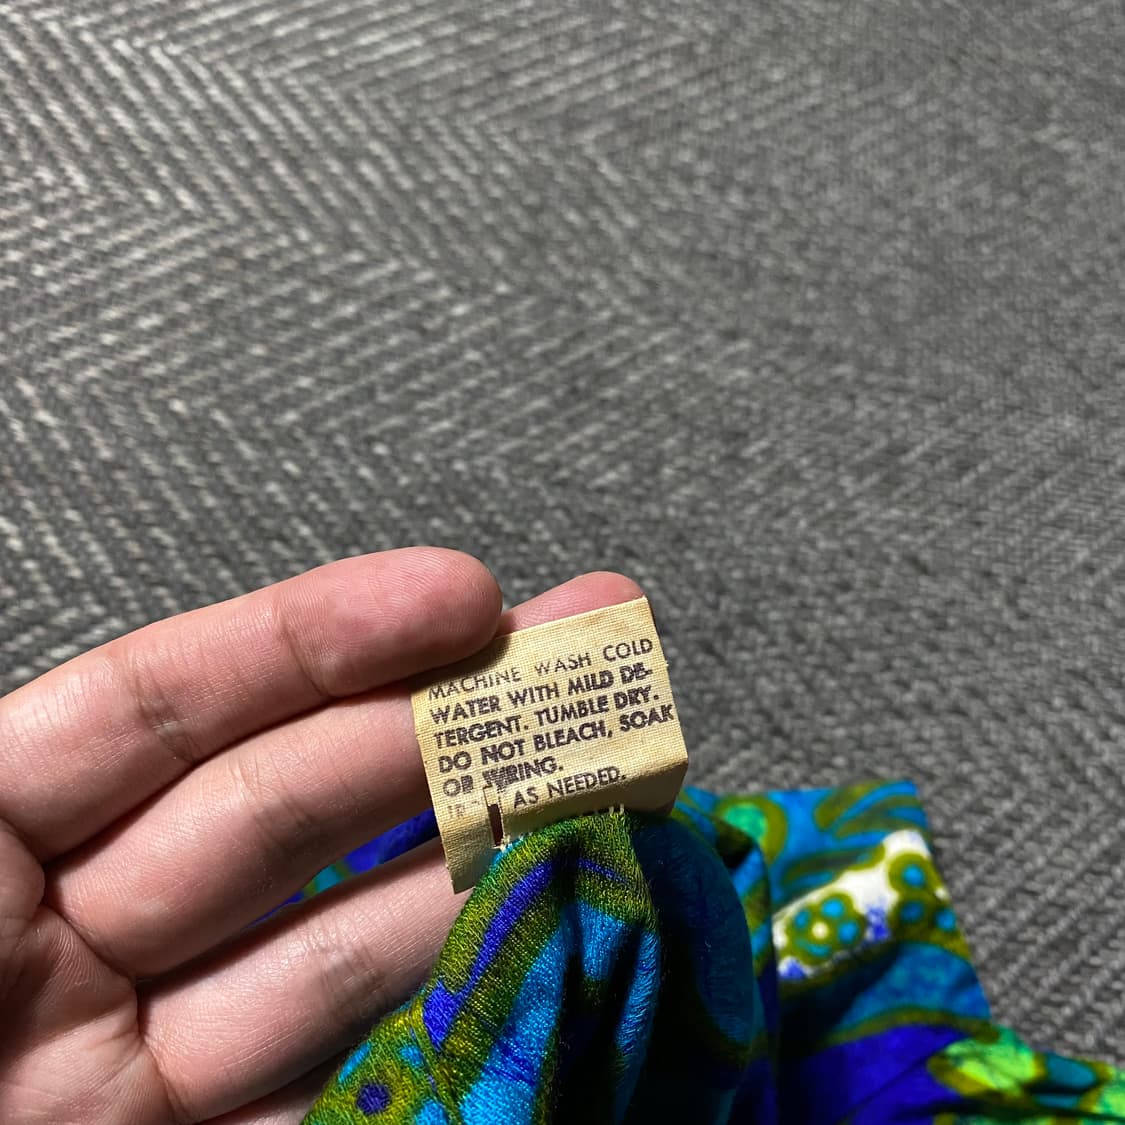 MACHINE WASH COLD
WATER WITH MILD DE-
TERGENT. TUMBLE DRY.
DO NOT BLEACH, SOAK
OR WRING.
AS NEEDED.